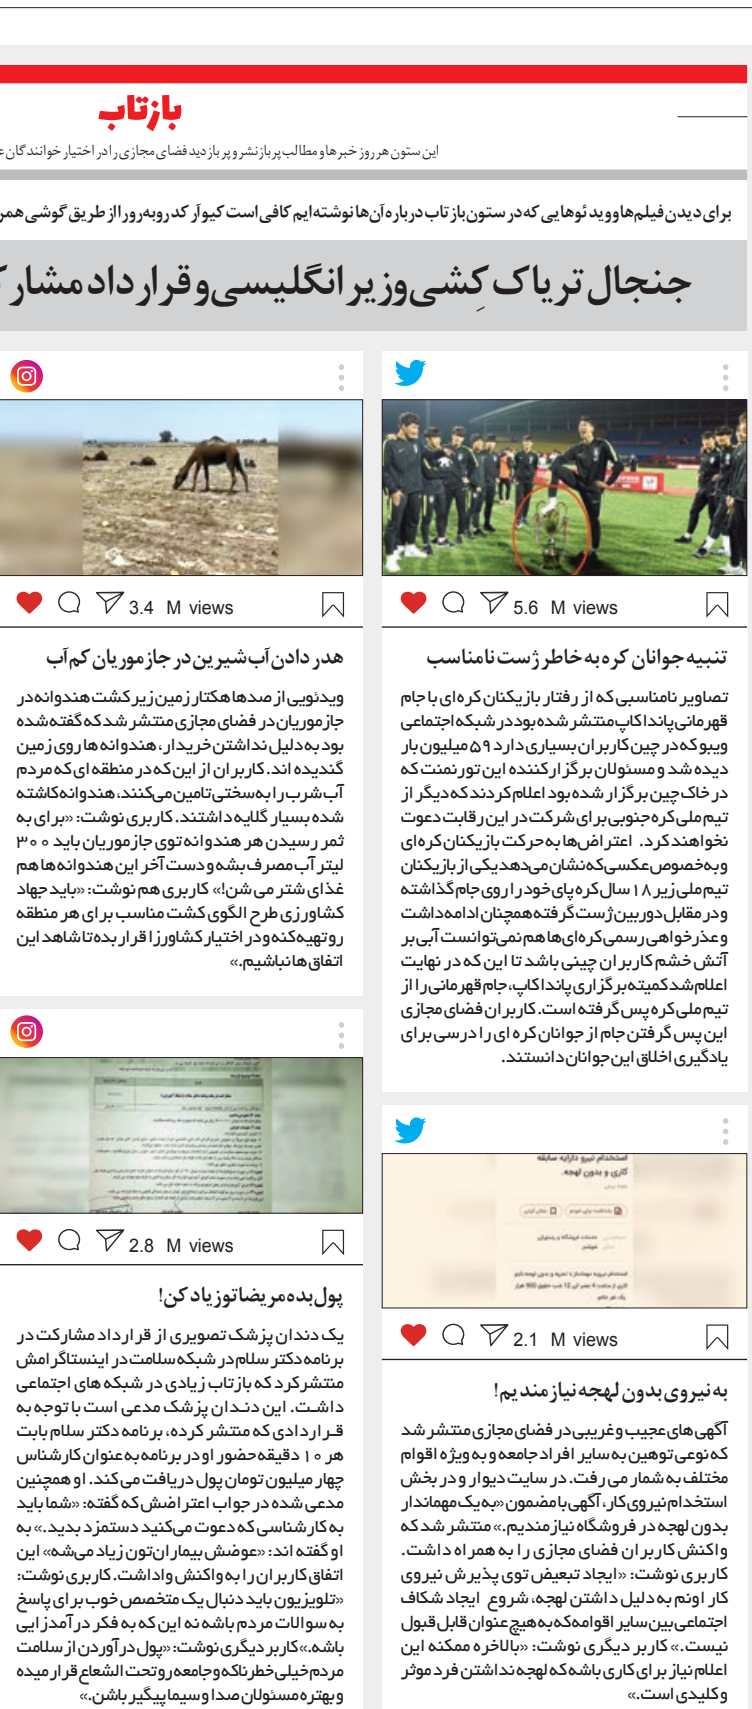 بازتاب
این ستون هر روز خبرها و مطالب پربازنشر و پربازدید فضای مجازی را در اختیار خوانندگان
برای دیدن فیلم‌ها و ویدئوهایی که در ستون بازتاب درباره آن‌ها نوشته‌ایم کافی است کیوآر کد روبه‌رو را از طریق گوشی
جنجال تریاک کِشی وزیر انگلیسی و قرارداد
5.6 M views
تنبیه جوانان کره به خاطر ژست نامناسب
تصاویر نامناسبی که از رفتار بازیکنان کره‌ای با جام
قهرمانی پاندا کاپ منتشر شده بود در شبکه اجتماعی
ویبو که در چین کاربران بسیاری دارد ۵۹ میلیون بار
دیده شد و مسئولان برگزارکننده این تورنمنت که
در خاک چین برگزار شده بود اعلام کردند که دیگر از
تیم ملی کره جنوبی برای شرکت در این رقابت دعوت
نخواهند کرد. اعتراض‌ها به حرکت بازیکنان کره‌ای
و به‌خصوص عکسی که نشان می‌دهد یکی از بازیکنان
تیم ملی زیر ۱۸ سال کره پای خود را روی جام گذاشته
و در مقابل دوربین ژست گرفته همچنان ادامه داشت
و عذرخواهی رسمی کره‌ای‌ها هم نمی‌توانست آبی بر
آتش خشم کاربران چینی باشد تا این که در نهایت
اعلام شد کمیته برگزاری پاندا کاپ، جام قهرمانی را از
تیم ملی کره پس گرفته است. کاربران فضای مجازی
این پس گرفتن جام از جوانان کره ای را درسی برای
یادگیری اخلاق این جوانان دانستند.
استخدام نیرو دارایه سابقه
کاری و بدون لهجه.
2.1 M views
به نیروی بدون لهجه نیازمندیم!
آگهی های عجیب و غریبی در فضای مجازی منتشر شد
که نوعی توهین به سایر افراد جامعه و به ویژه اقوام
مختلف به شمار می رفت. در سایت دیوار و در بخش
استخدام نیروی کار، آگهی با مضمون «به یک مهماندار
بدون لهجه در فروشگاه نیازمندیم.» منتشر شد که
واکنش کاربران فضای مجازی را به همراه داشت.
کاربری نوشت: «ایجاد تبعیض توی پذیرش نیروی
کار اونم به دلیل داشتن لهجه، شروع ایجاد شکاف
اجتماعی بین سایر اقوامه که به هیچ عنوان قابل قبول
نیست.» کاربر دیگری نوشت: «بالاخره ممکنه این
اعلام نیاز برای کاری باشه که لهجه نداشتن فرد موثر
و کلیدی است.»
3.4 M views
هدر دادن آب شیرین در جازموریان کم‌آب
ویدئویی از صدها هکتار زمین زیر کشت هندوانه در
جازموریان در فضای مجازی منتشر شد که گفته شده
بود به دلیل نداشتن خریدار، هندوانه ها روی زمین
گندیده اند. کاربران از این که در منطقه ای که مردم
آب شرب را به سختی تامین می‌کنند، هندوانه کاشته
شده بسیار گلایه داشتند. کاربری نوشت: «برای به
ثمر رسیدن هر هندوانه توی جازموریان باید ۳۰۰
لیتر آب مصرف بشه و دست آخر این هندوانه ها هم
غذای شتر می شن!» کاربری هم نوشت: «باید جهاد
کشاورزی طرح الگوی کشت مناسب برای هر منطقه
رو تهیه کنه و در اختیار کشاورزا قرار بده تا شاهد این
اتفاق ها نباشیم.»
2.8 M views
پول بده مریضاتو زیاد کن!
یک دندان پزشک تصویری از قرارداد مشارکت در
برنامه دکتر سلام در شبکه سلامت در اینستاگرامش
منتشر کرد که بازتاب زیادی در شبکه های اجتماعی
داشت. این دندان پزشک مدعی است با توجه به
قراردادی که منتشر کرده، برنامه دکتر سلام بابت
هر ۱۰ دقیقه حضور او در برنامه به عنوان کارشناس
چهار میلیون تومان پول دریافت می کند. او همچنین
مدعی شده در جواب اعتراضش که گفته: «شما باید
به کارشناسی که دعوت می‌کنید دستمزد بدید.» به
او گفته اند: «عوضش بیماران‌تون زیاد می‌شه» این
اتفاق کاربران را به واکنش واداشت. کاربری نوشت:
«تلویزیون باید دنبال یک متخصص خوب برای پاسخ
به سوالات مردم باشه نه این که به فکر درآمدزایی
باشه.» کاربر دیگری نوشت: «پول درآوردن از سلامت
مردم خیلی خطرناکه و جامعه رو تحت الشعاع قرار میده
و بهتره مسئولان صدا و سیما پیگیر باشن.»